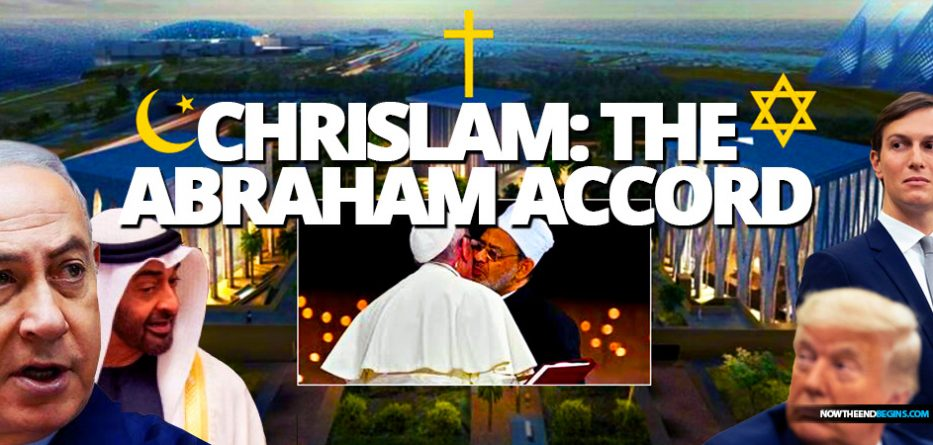 CHRISLAM: THE
ABRAHAM ACCORD
NOWTHEENDBEGINS.COM